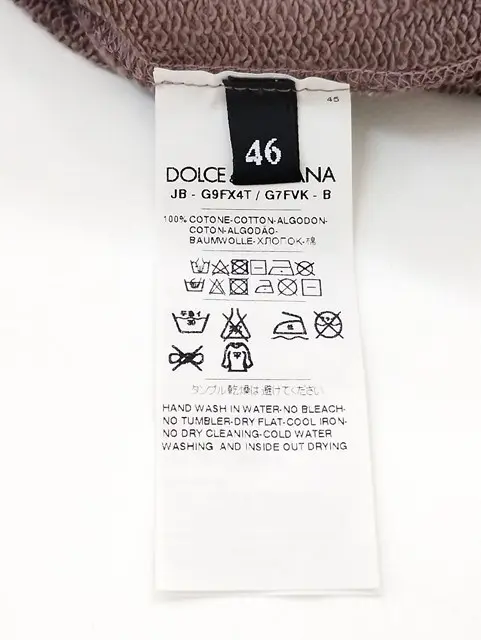 45
46
DOLCE & ANA
JB - G9FX4T / G7FVK - B
100% COTONE-COTTON-ALGODON-
COTON-ALGODÃO-
BAUMWOLLE-ХЛОПОК-棉
タンブル乾燥は避けてください
HAND WASH IN WATER-NO BLEACH-
NO TUMBLER-DRY FLAT-COOL IRON-
NO DRY CLEANING-COLD WATER
WASHING AND INSIDE OUT DRYING